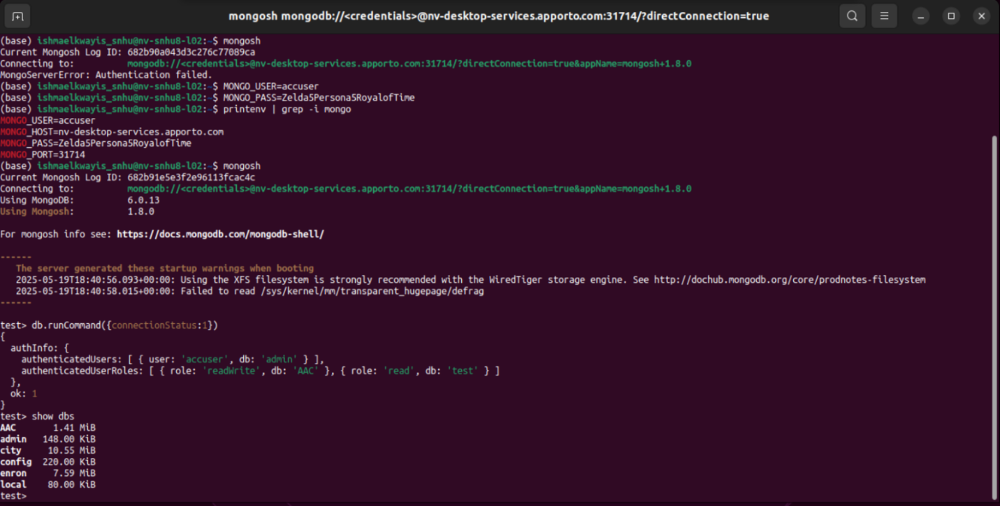 mongosh mongodb://<credentials>@nv-desktop-services.apporto.com:31714/?directConnection=true
(base) ishmaelkwayis_snhu@nv-snhu8-l02:~$ mongosh
Current Mongosh Log ID: 682b90a043d3c276c77089ca
Connecting to: mongodb://<credentials>@nv-desktop-services.apporto.com:31714/?directConnection=true&appName=mongosh+1.8.0
MongoServerError: Authentication failed.
(base) ishmaelkwayis_snhu@nv-snhu8-l02:~$ MONGO_USER=accuser
(base) ishmaelkwayis_snhu@nv-snhu8-l02:~$ MONGO_PASS=Zelda5Persona5RoyalofTime
(base) ishmaelkwayis_snhu@nv-snhu8-l02:~$ printenv | grep -i mongo
MONGO_USER=accuser
MONGO_HOST=nv-desktop-services.apporto.com
MONGO_PASS=Zelda5Persona5RoyalofTime
MONGO_PORT=31714
(base) ishmaelkwayis_snhu@nv-snhu8-l02:~$ mongosh
Current Mongosh Log ID: 682b91e5e3f2e96113fcac4c
Connecting to: mongodb://<credentials>@nv-desktop-services.apporto.com:31714/?directConnection=true&appName=mongosh+1.8.0
Using MongoDB: 6.0.13
Using Mongosh: 1.8.0
For mongosh info see: https://docs.mongodb.com/mongodb-shell/
------
The server generated these startup warnings when booting
2025-05-19T18:40:56.093+00:00: Using the XFS filesystem is strongly recommended with the WiredTiger storage engine. See http://dochub.mongodb.org/core/prodnotes-filesystem
2025-05-19T18:40:58.015+00:00: Failed to read /sys/kernel/mm/transparent_hugepage/defrag
------
test> db.runCommand({connectionStatus:1})
{
  authInfo: {
    authenticatedUsers: [ { user: 'accuser', db: 'admin' } ],
    authenticatedUserRoles: [ { role: 'readWrite', db: 'AAC' }, { role: 'read', db: 'test' } ]
  },
  ok: 1
}
test> show dbs
AAC 1.41 MiB
admin 148.00 KiB
city 10.55 MiB
config 220.00 KiB
enron 7.59 MiB
local 80.00 KiB
test>